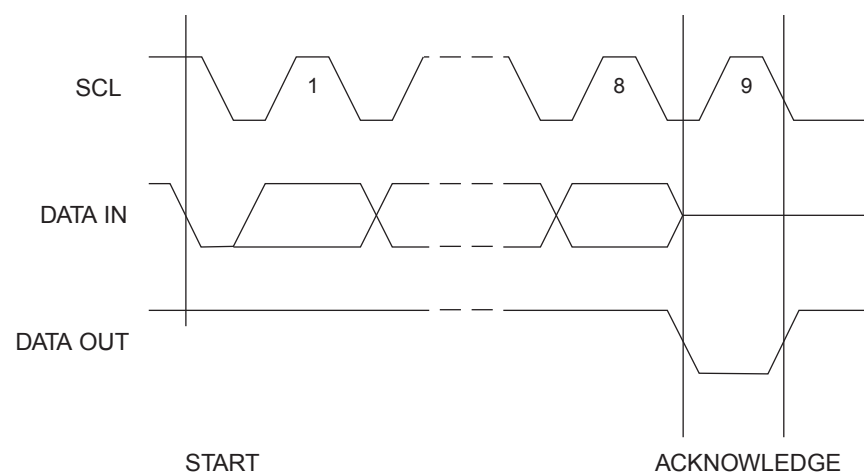 SCL
1
8
9
DATA IN
DATA OUT
START
ACKNOWLEDGE